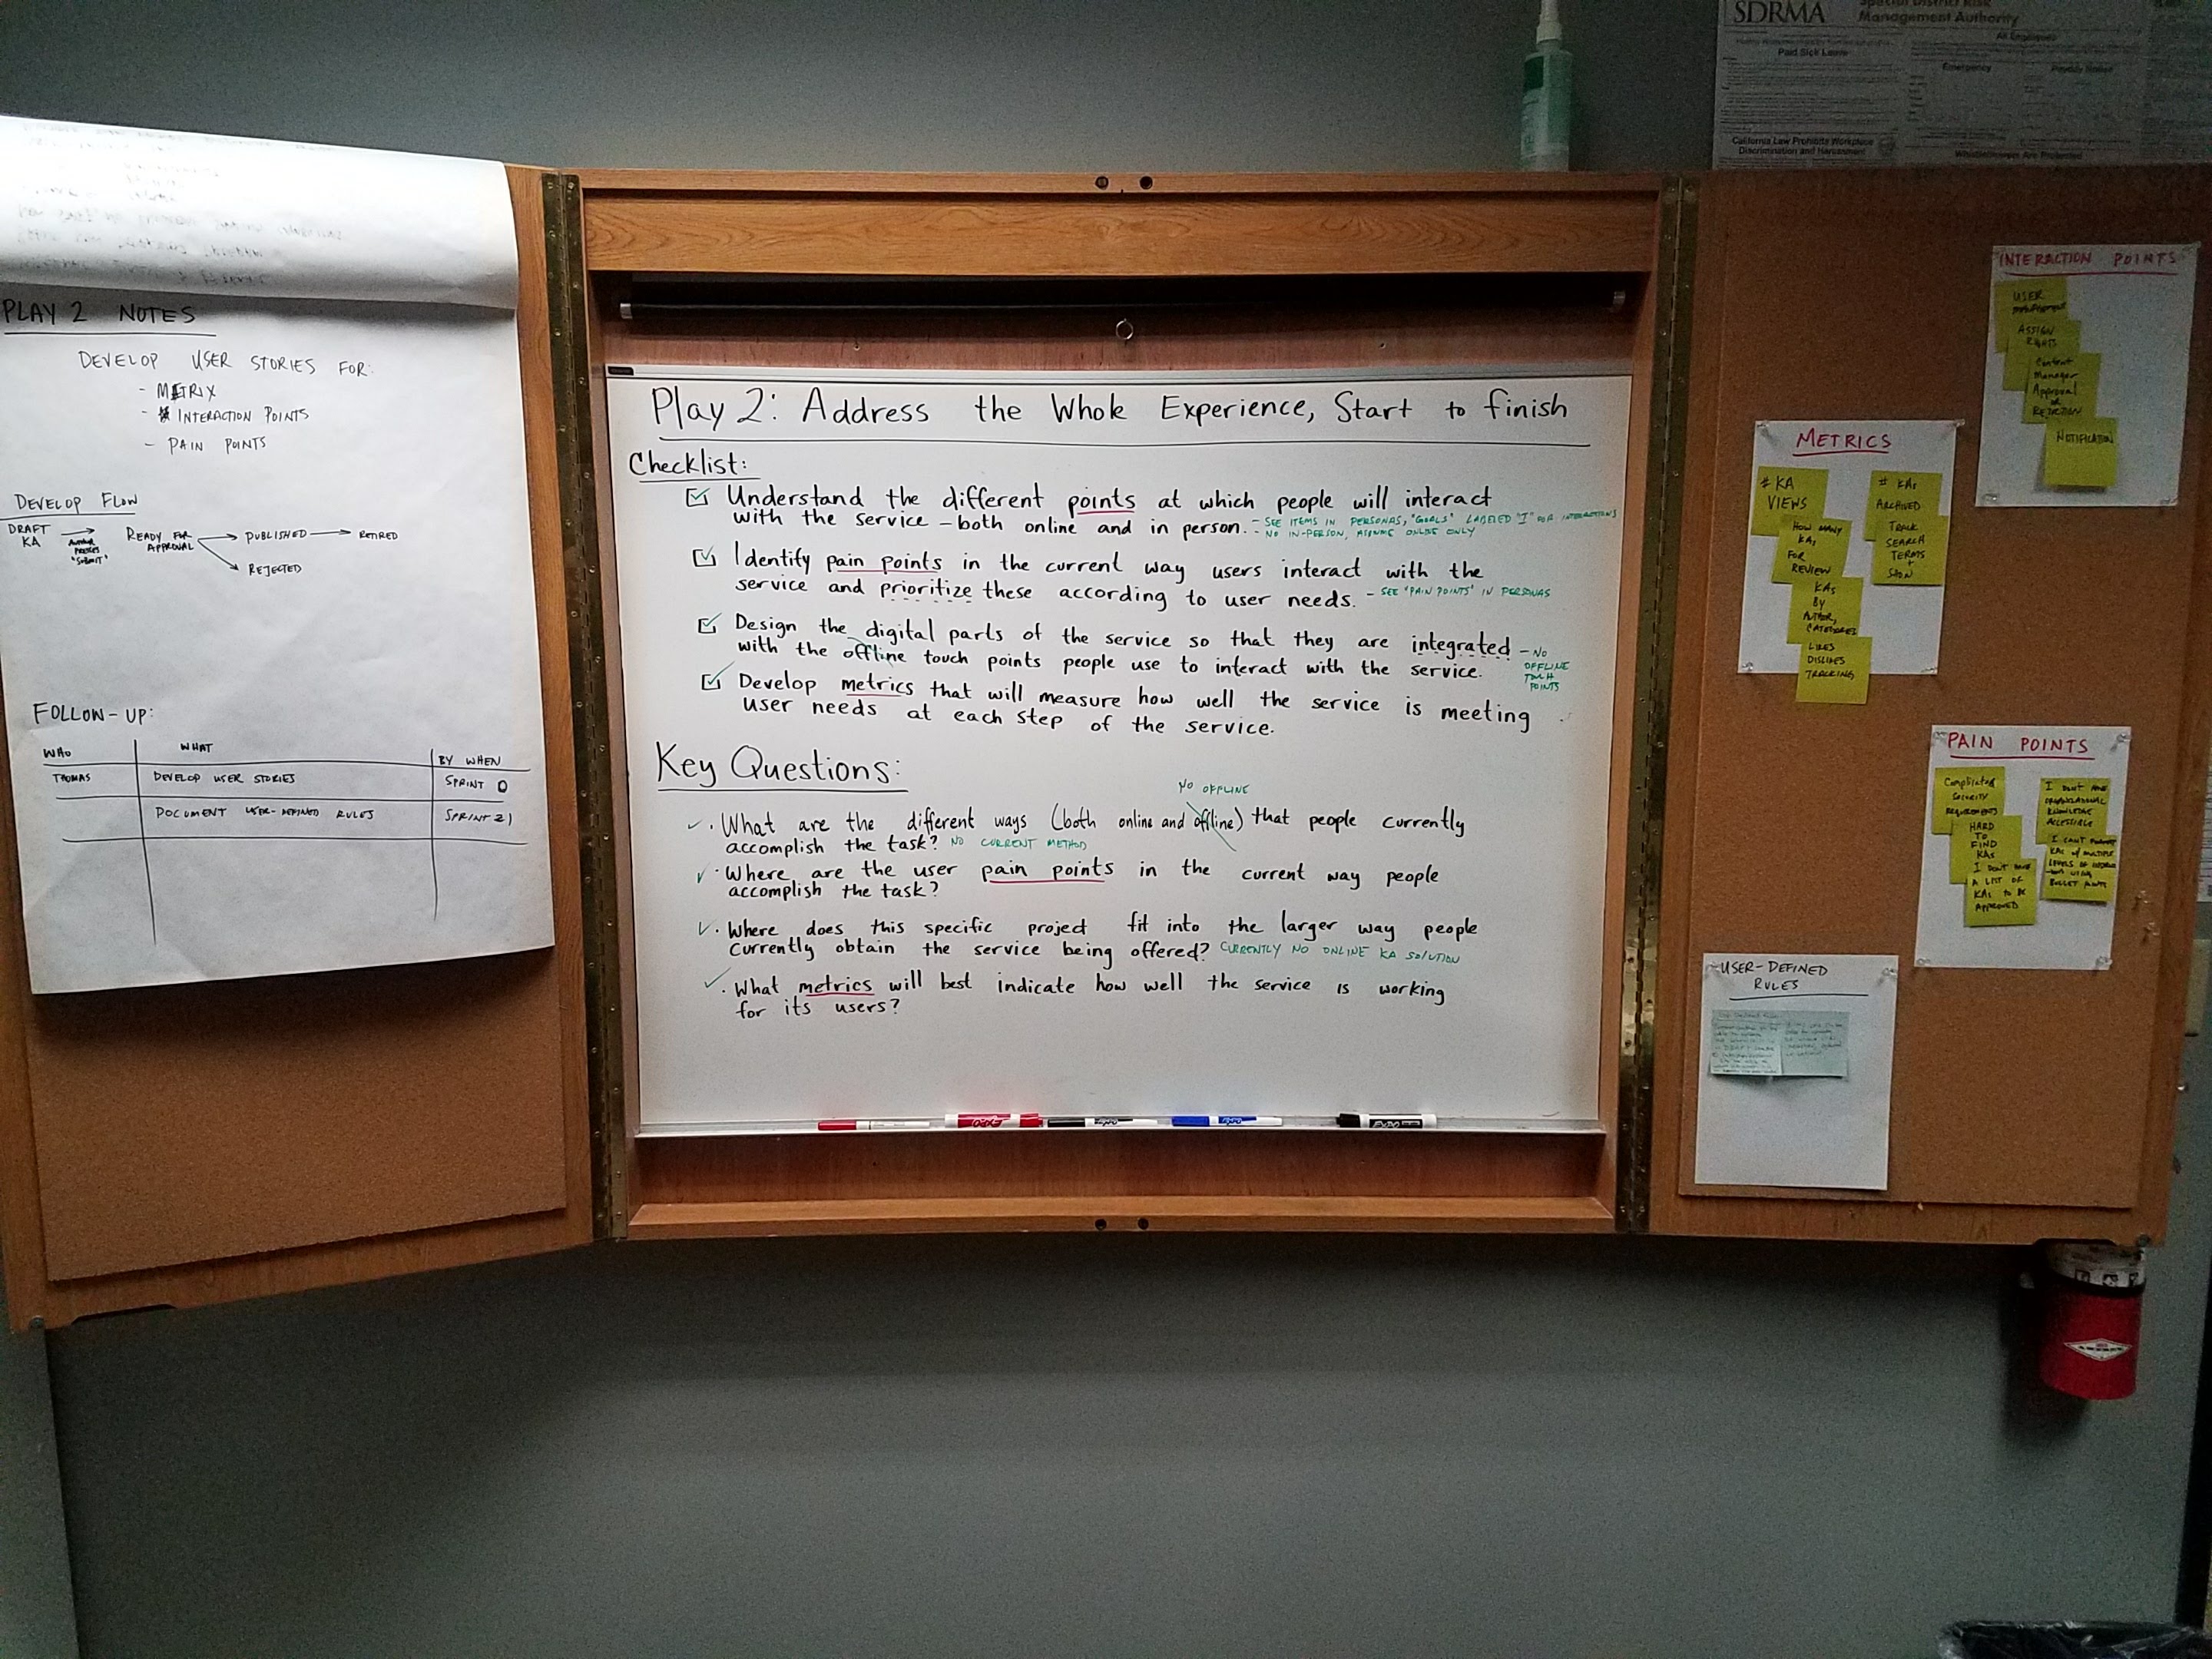 PLAY 2 NOTES
DEVELOP USER STORIES FOR:
- METRIX
- INTERACTION POINTS
- PAIN POINTS
DEVELOP FLOW
DRAFT KA
AUTHOR PRESSES "SUBMIT"
READY FOR APPROVAL
PUBLISHED
RETIRED
REJECTED
FOLLOW-UP:
WHO WHAT BY WHEN
THOMAS DEVELOP USER STORIES SPRINT 0
DOCUMENT USER-DEFINED RULES SPRINT
Play 2: Address the Whole Experience, Start to finish
Checklist:
Understand the different points at which people will interact
with the service – both online and in person. - SEE ITEMS IN PERSONAS, "GOALS" LABELED "I" FOR INTERACTIONS
- NO IN-PERSON, ASSUME ONLINE ONLY
Identify pain points in the current way users interact with the
service and prioritize these according to user needs. - SEE "PAIN POINTS" IN PERSONAS
Design the digital parts of the service so that they are integrated
with the offline touch points people use to interact with the service.
- NO
OFFLINE
TOUCH
POINTS
Develop metrics that will measure how well the service is meeting
user needs at each step of the service.
Key Questions:
NO OFFLINE
· What are the different ways (both online and offline) that people currently
accomplish the task? NO CURRENT METHOD
· Where are the user pain points in the current way people
accomplish the task?
· Where does this specific project fit into the larger way people
currently obtain the service being offered? CURRENTLY NO ONLINE KA SOLUTION
· What metrics will best indicate how well the service is working
for its users?
EXPO
EXPO
EXPO
EXPO
SDRMA
Special District Risk
Management Authority
Paid Sick Leave
All Employees
Emergency
California Law Prohibits Workplace
Discrimination and Harassment
Whistleblowers Are Protected
INTERACTION POINTS
USER
ASSIGN
RIGHTS
Content
Manager
Approval
or
REJECTION
NOTIFICATION
METRICS
# KA
VIEWS
HOW MANY
KAs
FOR
REVIEW
KAs
BY
AUTHOR,
CATEGORIES
LIKES
DISLIKES
TRACKING
# KAs
ARCHIVED
TRACK
SEARCH
TERMS
+
PAIN POINTS
Complicated
SECURITY
REQUIREMENTS
HARD
TO
FIND
KAs
I DON'T HAVE
A LIST OF
KAs TO BE
APPROVED
I DON'T HAVE
ORGANIZATIONAL
KNOWLEDGE
ACCESSIBLE
I CAN'T FORMAT
KAs w/ MULTIPLE
LEVELS OF
USING
BULLET POINTS
USER-DEFINED
RULES